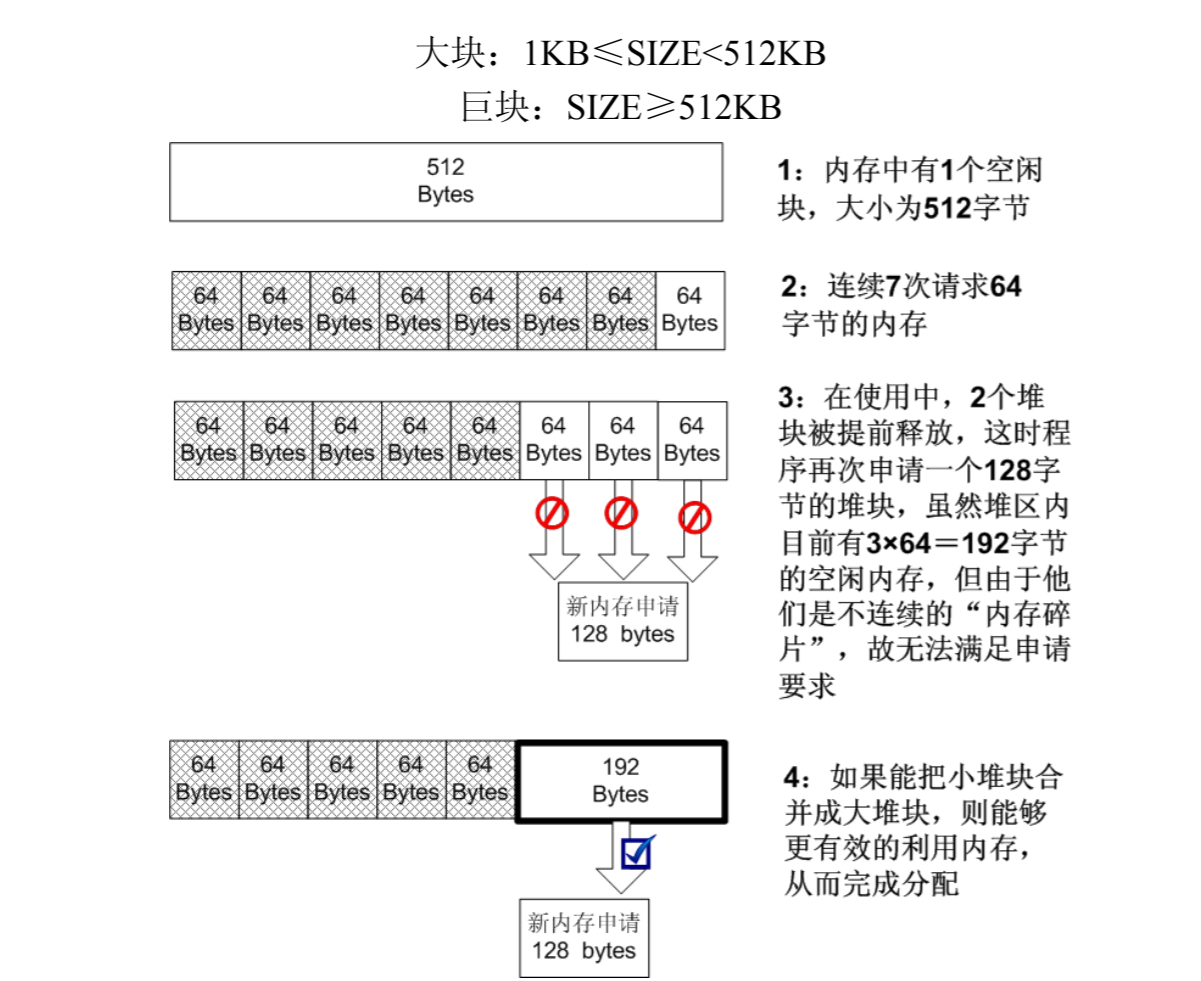 大块：1KB≤SIZE<512KB
巨块：SIZE≥512KB
512
Bytes
1：内存中有1个空闲
块，大小为512字节
64 64 64 64 64 64 64 64
Bytes Bytes Bytes Bytes Bytes Bytes Bytes Bytes
2：连续7次请求64
字节的内存
64 64 64 64 64 64 64 64
Bytes Bytes Bytes Bytes Bytes Bytes Bytes Bytes
新内存申请
128 bytes
3：在使用中，2个堆
块被提前释放，这时程
序再次申请一个128字
节的堆块，虽然堆区内
目前有3×64＝192字节
的空闲内存，但由于他
们是不连续的“内存碎
片”，故无法满足申请
要求
64 64 64 64 64 192
Bytes Bytes Bytes Bytes Bytes Bytes
新内存申请
128 bytes
4：如果能把小堆块合
并成大堆块，则能够
更有效的利用内存，
从而完成分配